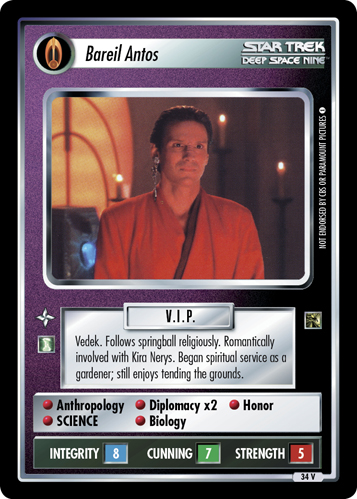 Bareil Antos
STAR TREK
DEEP SPACE NINE™
NOT ENDORSED BY CBS OR PARAMOUNT PICTURES
V.I.P.
Vedek. Follows springball religiously. Romantically
involved with Kira Nerys. Began spiritual service as a
gardener; still enjoys tending the grounds.
Anthropology Diplomacy x2 Honor
SCIENCE Biology
INTEGRITY 8 CUNNING 7 STRENGTH 5
34 V